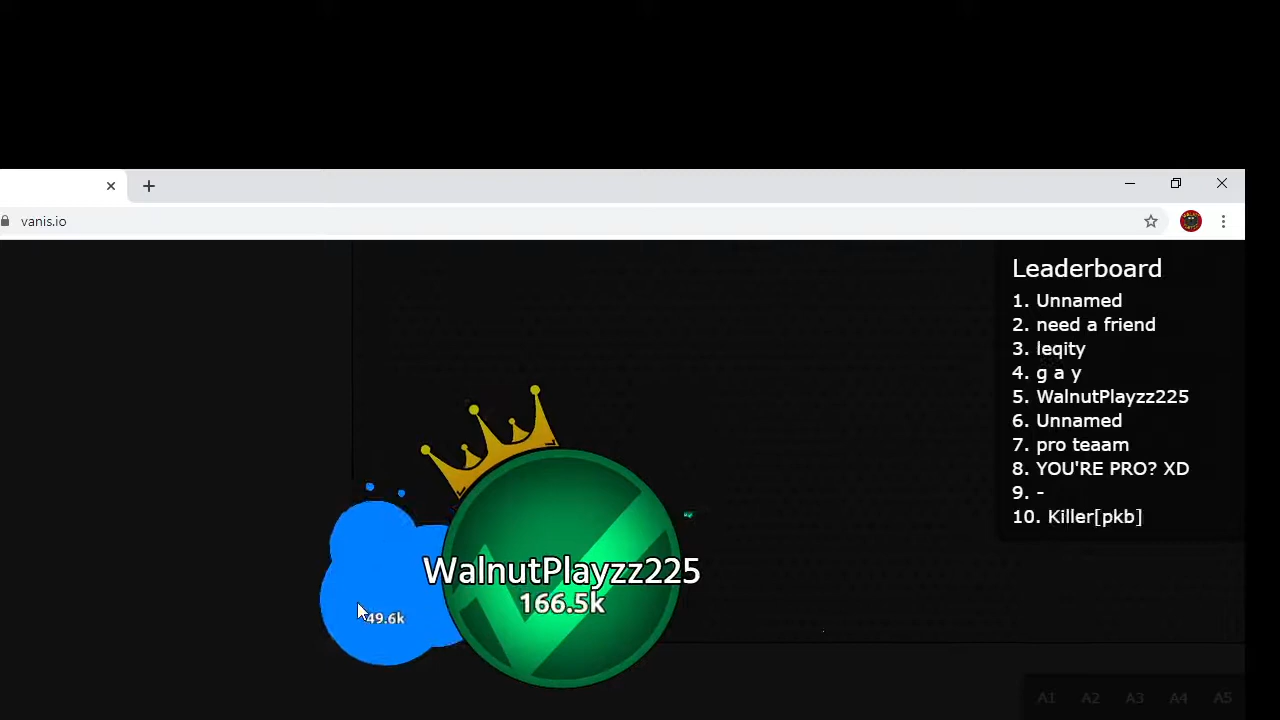 vanis.io
Leaderboard
1. Unnamed
2. need a friend
3. leqity
4. g a y
5. WalnutPlayzz225
6. Unnamed
7. pro teaam
8. YOU'RE PRO? XD
9. -
10. Killer[pkb]
WalnutPlayzz225
166.5k
49.6k
A1 A2 A3 A4 A5